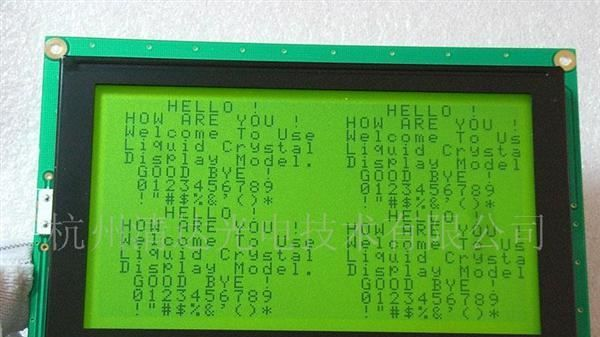 HELLO ! HELLO !
HOW ARE YOU ! HOW ARE YOU
Welcome To Use Welcome To Us
Liquid Crystal Liquid Crysta
Display Model. Display Model
GOOD BYE ! GOOD BYE !
0123456789 0123456789
!"#$%&'()* !"#$%&'()*
HELLO ! HELLO !
HOW ARE YOU ! HOW ARE YOU
Welcome To Use Welcome To Us
Liquid Crystal Liquid Crysta
Display Model. Display Model
GOOD BYE ! GOOD BYE !
0123456789 0123456789
!"#$%&'()* !"#$%&'()*
杭州 光电技术有限公司